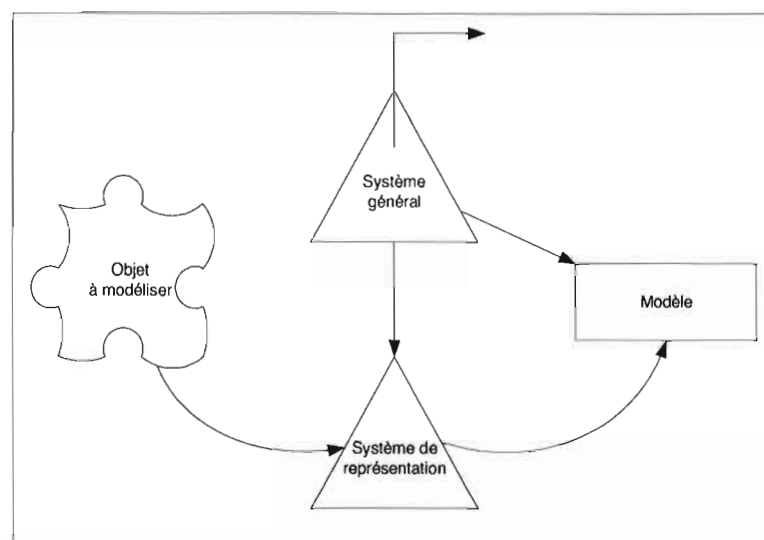 Système
général
Objet
à modéliser
Modèle
Système de
représentation